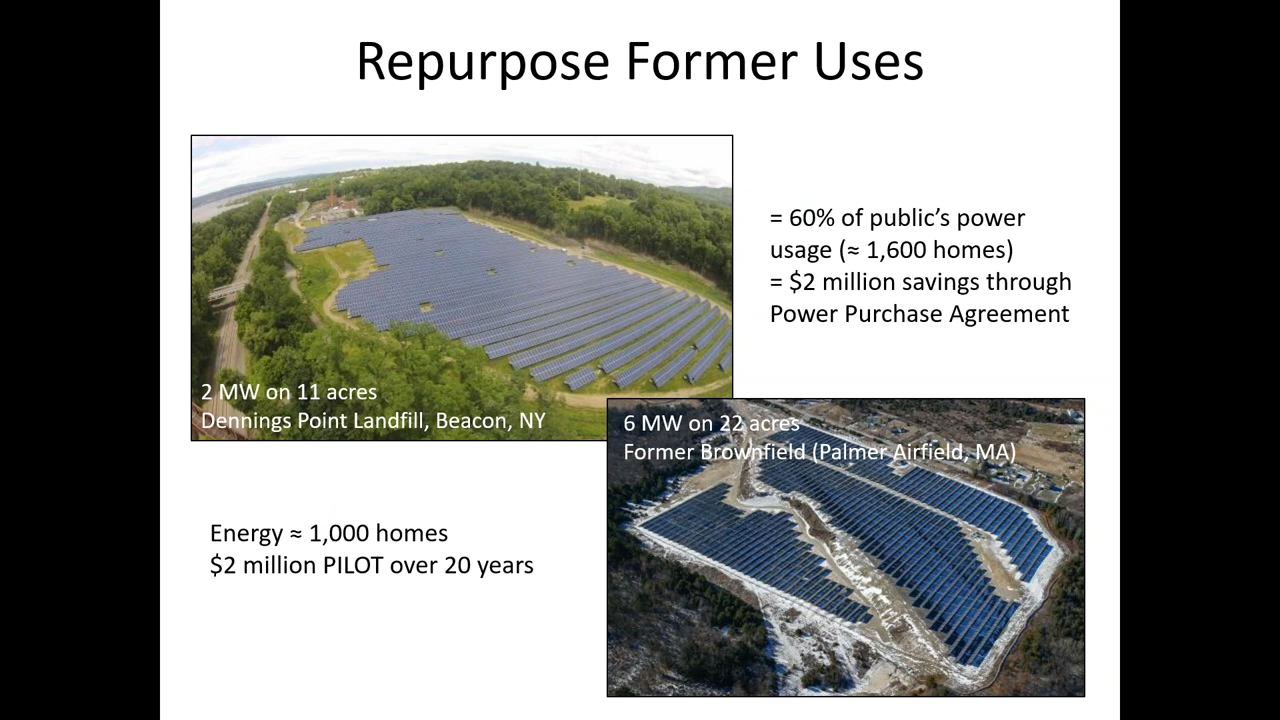 Repurpose Former Uses
= 60% of public’s power
usage (≈ 1,600 homes)
= $2 million savings through
Power Purchase Agreement
2 MW on 11 acres
Dennings Point Landfill, Beacon, NY
6 MW on 22 acres
Former Brownfield (Palmer Airfield, MA)
Energy ≈ 1,000 homes
$2 million PILOT over 20 years